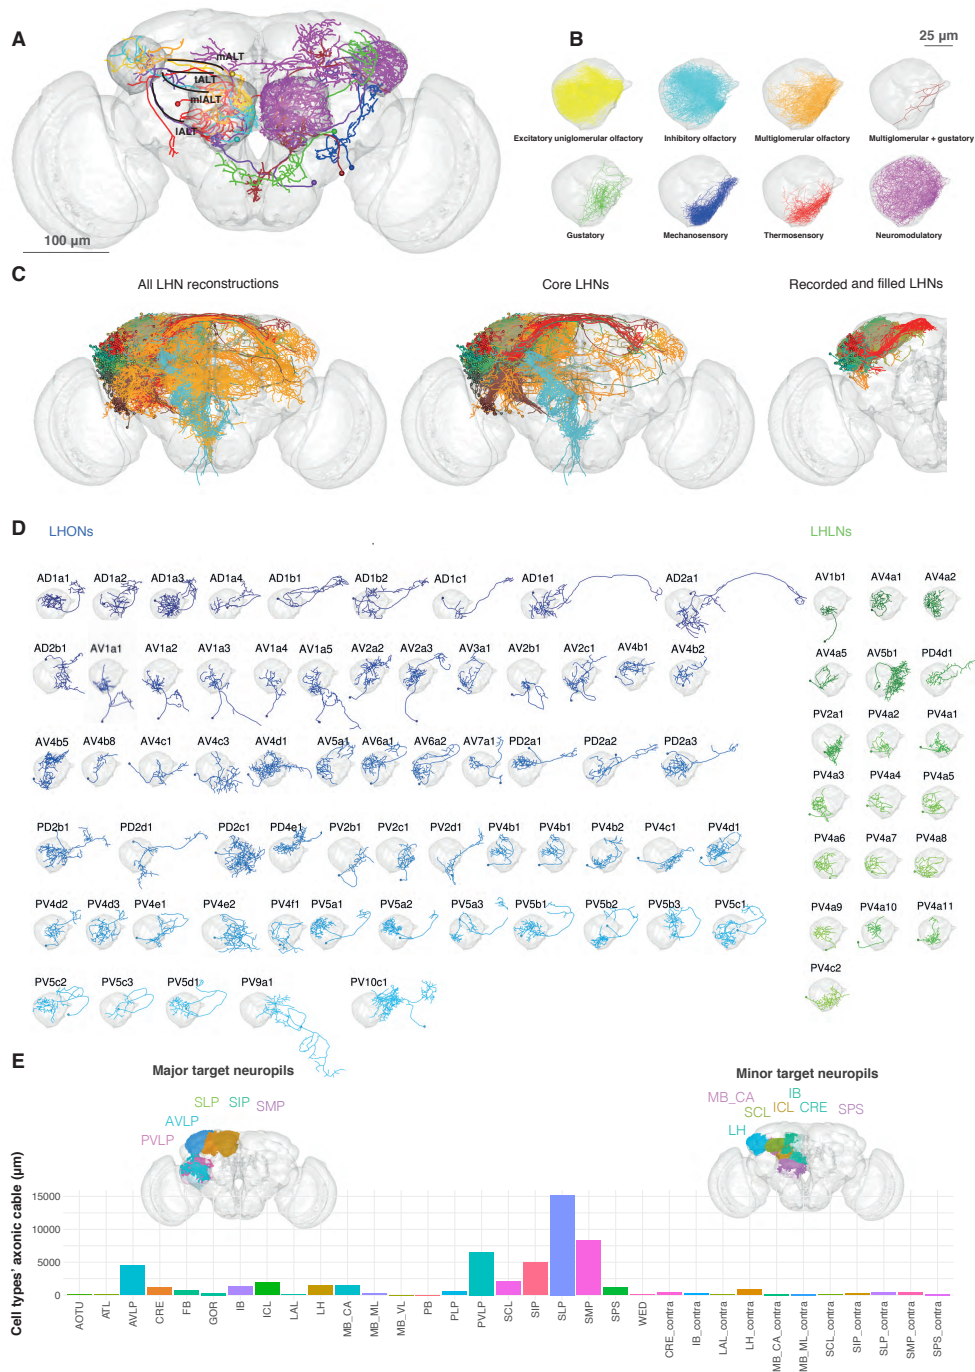 A
B
25 µm
mALT
tALT
mlALT
lALT
100 µm
Excitatory uniglomerular olfactory
Inhibitory olfactory
Multiglomerular olfactory
Multiglomerular + gustatory
Gustatory
Mechanosensory
Thermosensory
Neuromodulatory
C
All LHN reconstructions
Core LHNs
Recorded and filled LHNs
D
LHONs
LHLNs
AD1a1 AD1a2 AD1a3 AD1a4 AD1b1 AD1b2 AD1c1 AD1e1 AD2a1
AV1b1 AV4a1 AV4a2
AD2b1 AV1a1 AV1a2 AV1a3 AV1a4 AV1a5 AV2a2 AV2a3 AV3a1 AV2b1 AV2c1 AV4b1 AV4b2
AV4a5 AV5b1 PD4d1
PV2a1 PV4a2 PV4a1
AV4b5 AV4b8 AV4c1 AV4c3 AV4d1 AV5a1 AV6a1 AV6a2 AV7a1 PD2a1 PD2a2 PD2a3
PV4a3 PV4a4 PV4a5
PD2b1 PD2d1 PD2c1 PD4e1 PV2b1 PV2c1 PV2d1 PV4b1 PV4b1 PV4b2 PV4c1 PV4d1
PV4a6 PV4a7 PV4a8
PV4d2 PV4d3 PV4e1 PV4e2 PV4f1 PV5a1 PV5a2 PV5a3 PV5b1 PV5b2 PV5b3 PV5c1
PV4a9 PV4a10 PV4a11
PV5c2 PV5c3 PV5d1 PV9a1 PV10c1
PV4c2
E
Major target neuropils
SLP SIP SMP
AVLP
PVLP
Minor target neuropils
MB_CA IB
SCL ICL CRE SPS
LH
Cell types' axonic cable (µm)
15000
10000
5000
0
AOTU
ATL
AVLP
CRE
FB
GOR
IB
ICL
LAL
LH
MB_CA
MB_ML
MB_VL
PB
PLP
PVLP
SCL
SIP
SLP
SMP
SPS
WED
CRE_contra
IB_contra
LAL_contra
LH_contra
MB_CA_contra
MB_ML_contra
SCL_contra
SIP_contra
SLP_contra
SMP_contra
SPS_contra